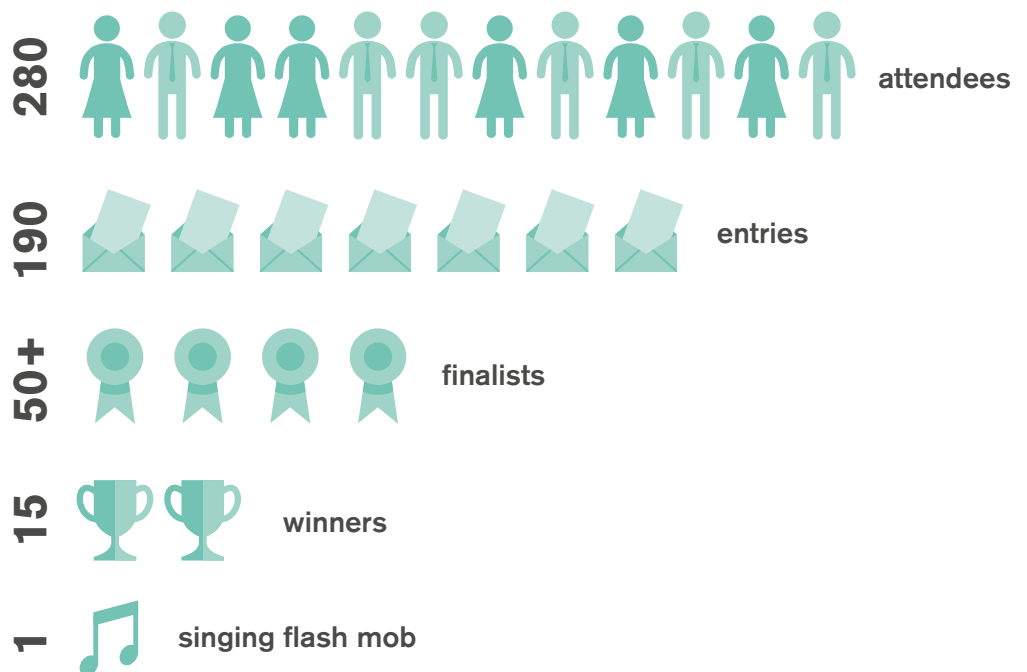 280
attendees
190
entries
50+
finalists
15
winners
1
singing flash mob